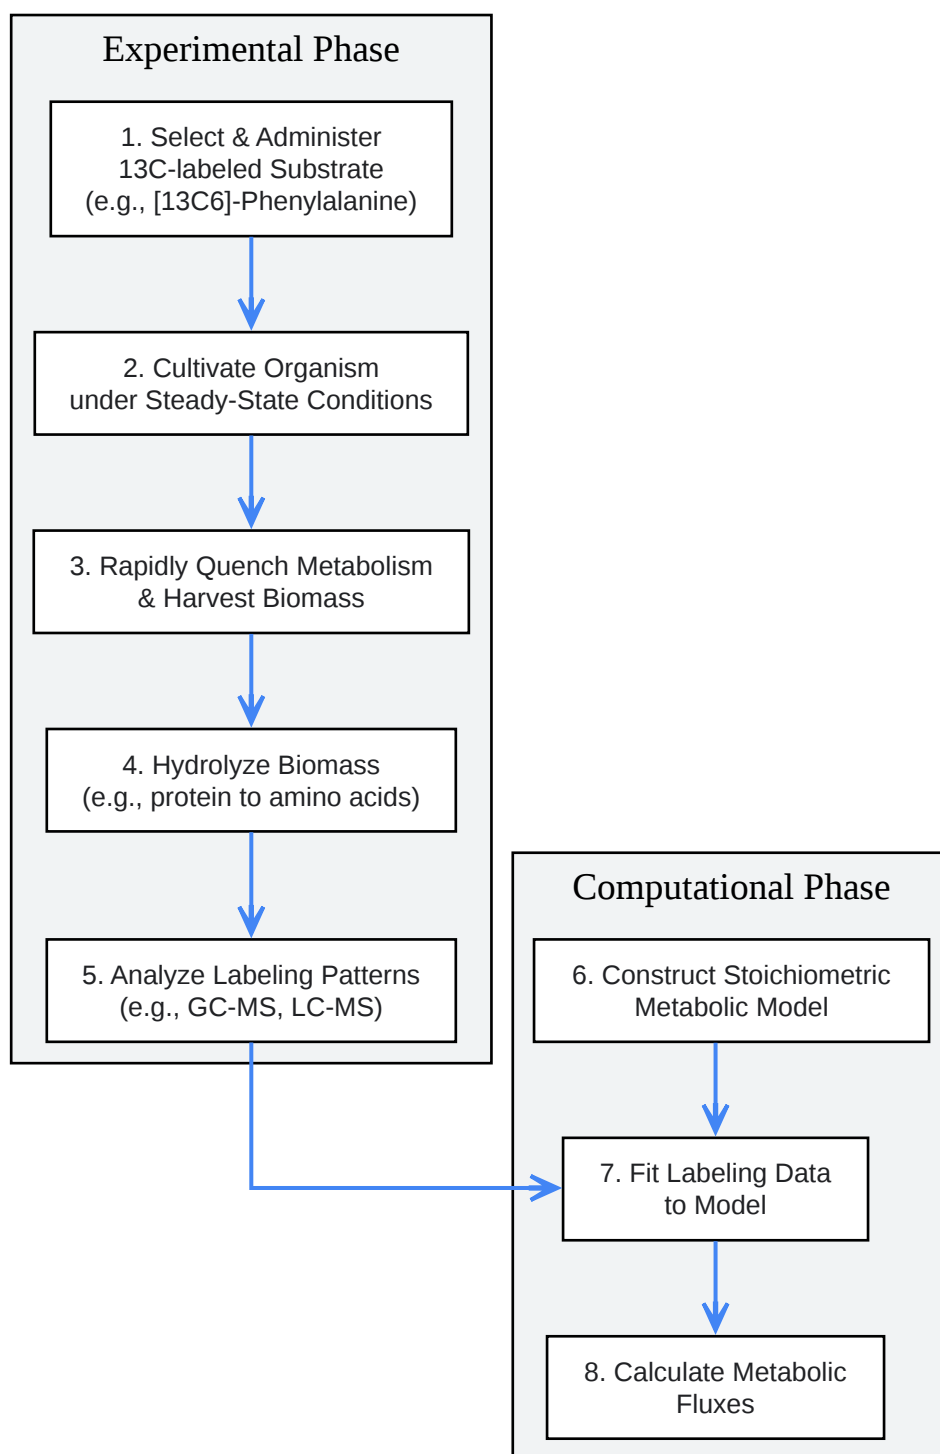 Experimental Phase
1. Select & Administer
13C-labeled Substrate
(e.g., [13C6]-Phenylalanine)
2. Cultivate Organism
under Steady-State Conditions
3. Rapidly Quench Metabolism
& Harvest Biomass
4. Hydrolyze Biomass
(e.g., protein to amino acids)
5. Analyze Labeling Patterns
(e.g., GC-MS, LC-MS)
Computational Phase
6. Construct Stoichiometric
Metabolic Model
7. Fit Labeling Data
to Model
8. Calculate Metabolic
Fluxes